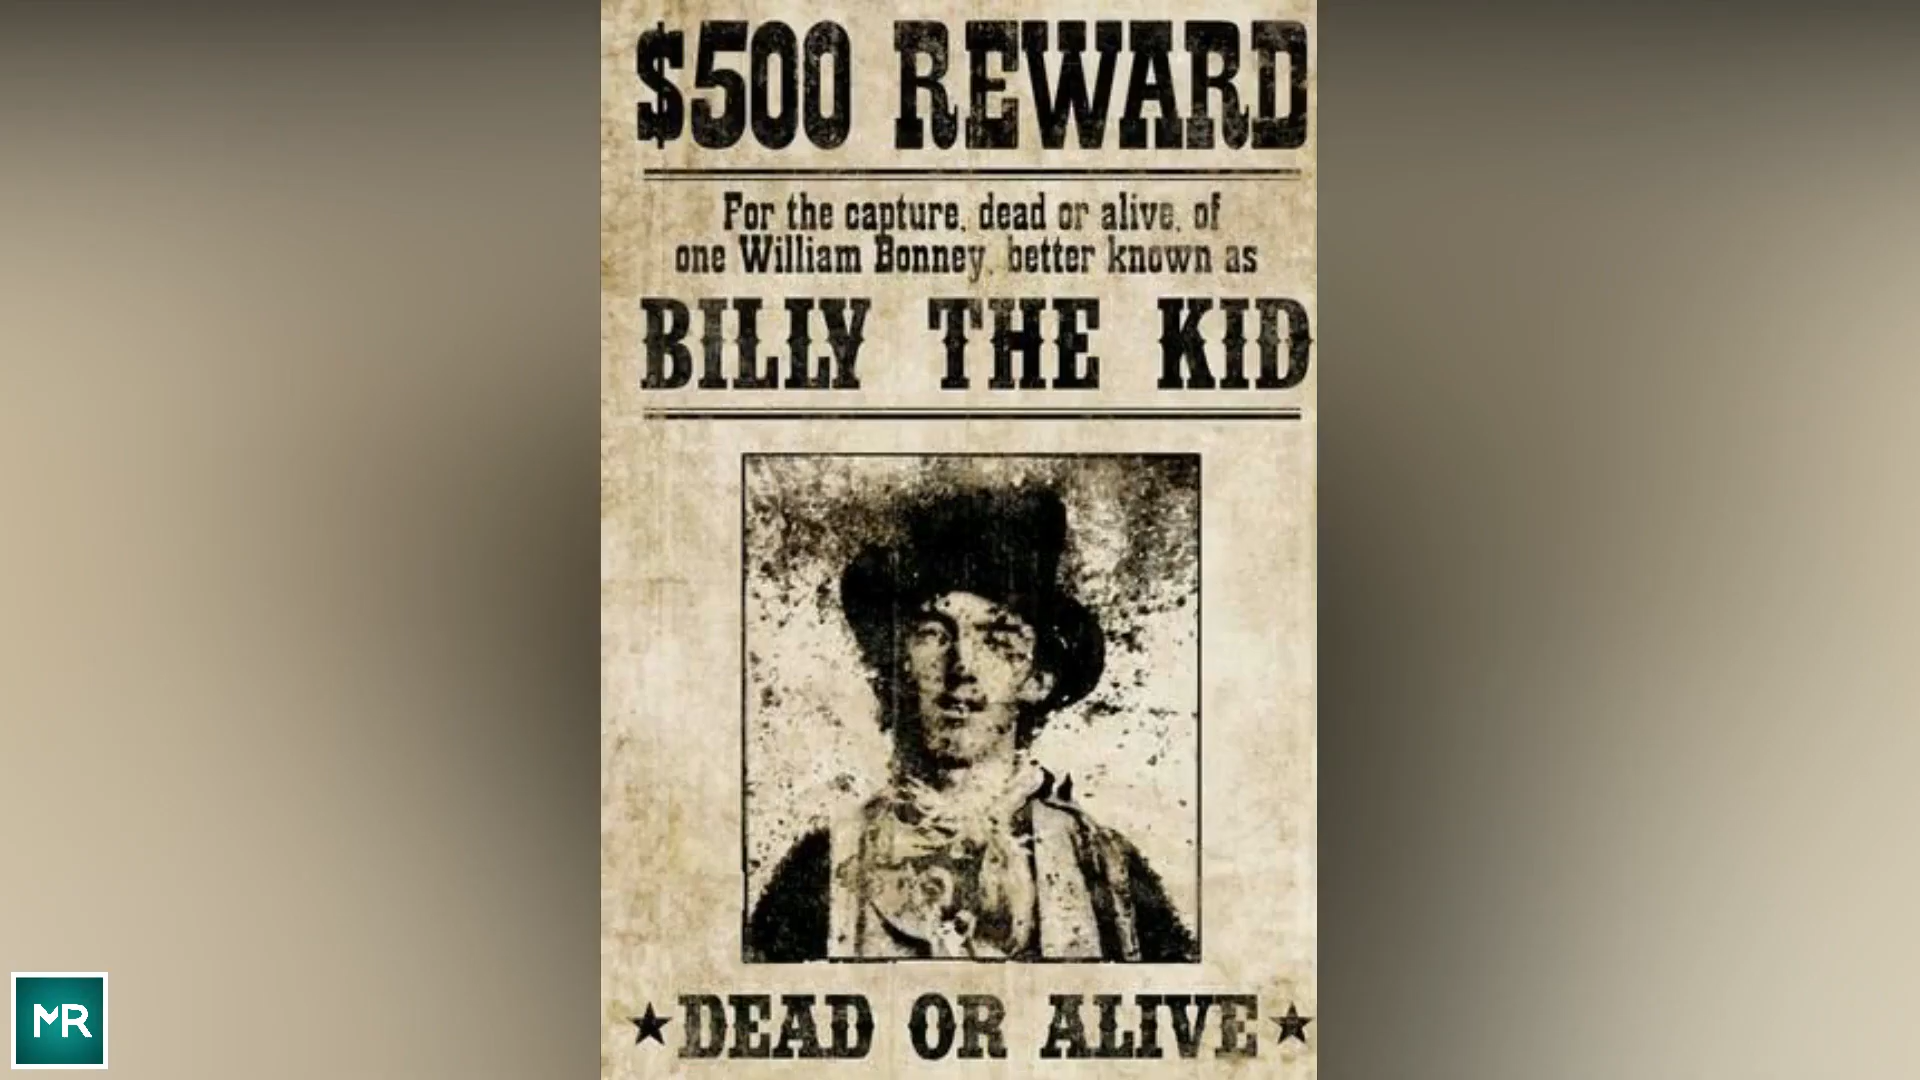 $500 REWARD
For the capture, dead or alive, of
one William Bonney, better known as
BILLY THE KID
★DEAD OR ALIVE★
MR